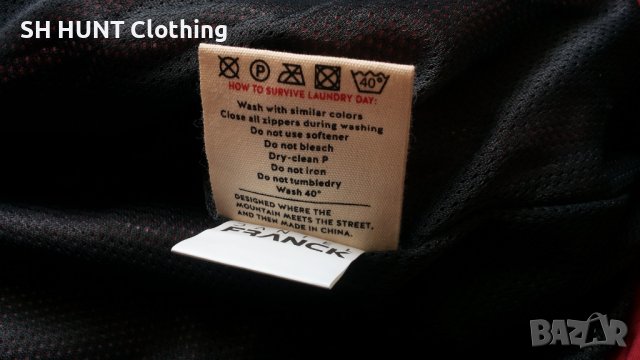 SH HUNT Clothing
P
40°
HOW TO SURVIVE LAUNDRY DAY:
Wash with similar colors
Close all zippers during washing
Do not use softener
Do not bleach
Dry-clean P
Do not iron
Do not tumbledry
Wash 40°
DESIGNED WHERE THE
MOUNTAIN MEETS THE STREET.
AND THEN MADE IN CHINA.
FRANCK
BAZAR